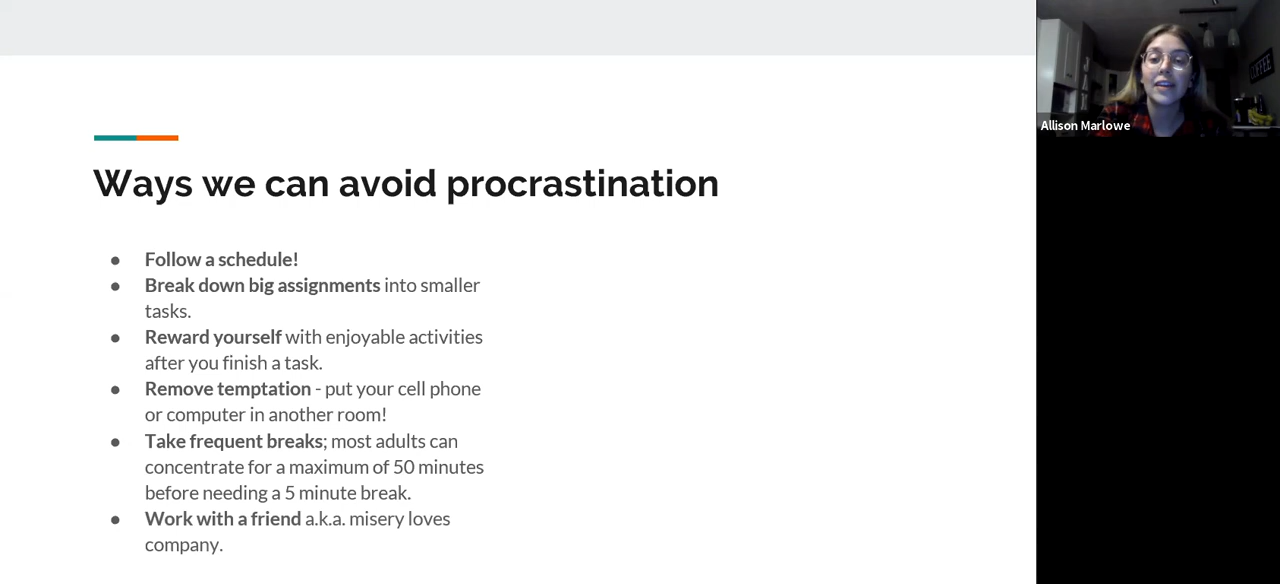 Ways we can avoid procrastination
● Follow a schedule!
● Break down big assignments into smaller
tasks.
● Reward yourself with enjoyable activities
after you finish a task.
● Remove temptation - put your cell phone
or computer in another room!
● Take frequent breaks; most adults can
concentrate for a maximum of 50 minutes
before needing a 5 minute break.
● Work with a friend a.k.a. misery loves
company.
COFFEE
Allison Marlowe